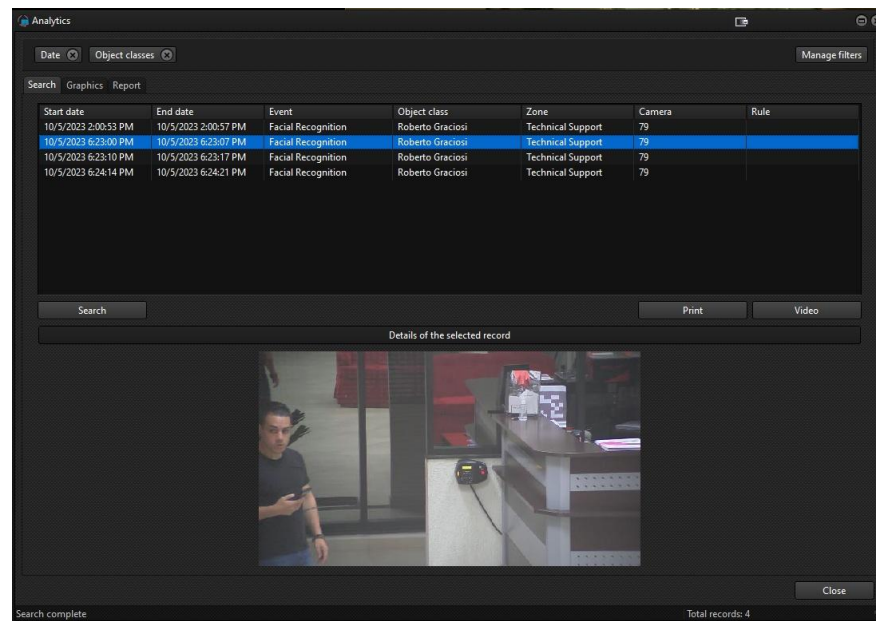 Analytics
Date Object classes Manage filters
Search Graphics Report
Start date End date Event Object class Zone Camera Rule
10/5/2023 2:00:53 PM 10/5/2023 2:00:57 PM Facial Recognition Roberto Graciosi Technical Support 79
10/5/2023 6:23:00 PM 10/5/2023 6:23:07 PM Facial Recognition Roberto Graciosi Technical Support 79
10/5/2023 6:23:10 PM 10/5/2023 6:23:17 PM Facial Recognition Roberto Graciosi Technical Support 79
10/5/2023 6:24:14 PM 10/5/2023 6:24:21 PM Facial Recognition Roberto Graciosi Technical Support 79
Search Print Video
Details of the selected record
Close
Search complete Total records: 4